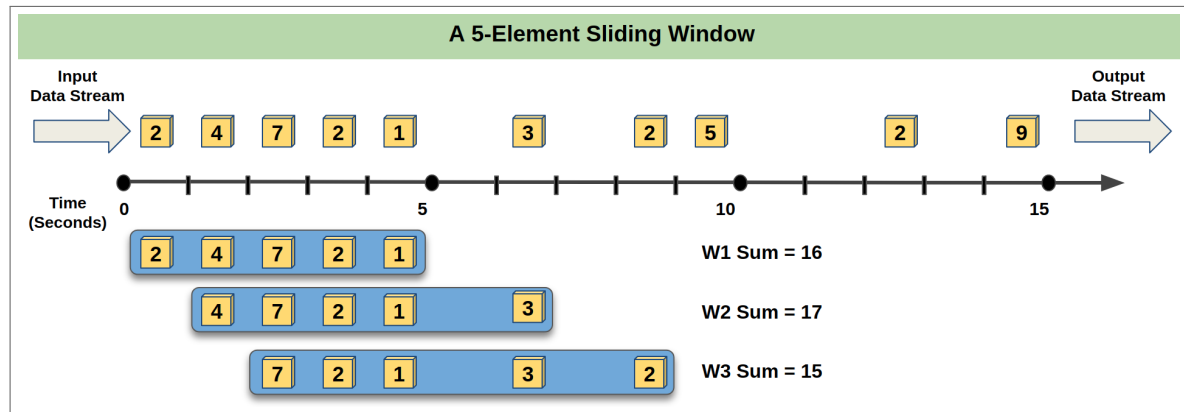 A 5-Element Sliding Window
Input
Data Stream
Output
Data Stream
2 4 7 2 1 3 2 5 2 9
Time
(Seconds)
0 5 10 15
2 4 7 2 1
W1 Sum = 16
4 7 2 1 3
W2 Sum = 17
7 2 1 3 2
W3 Sum = 15